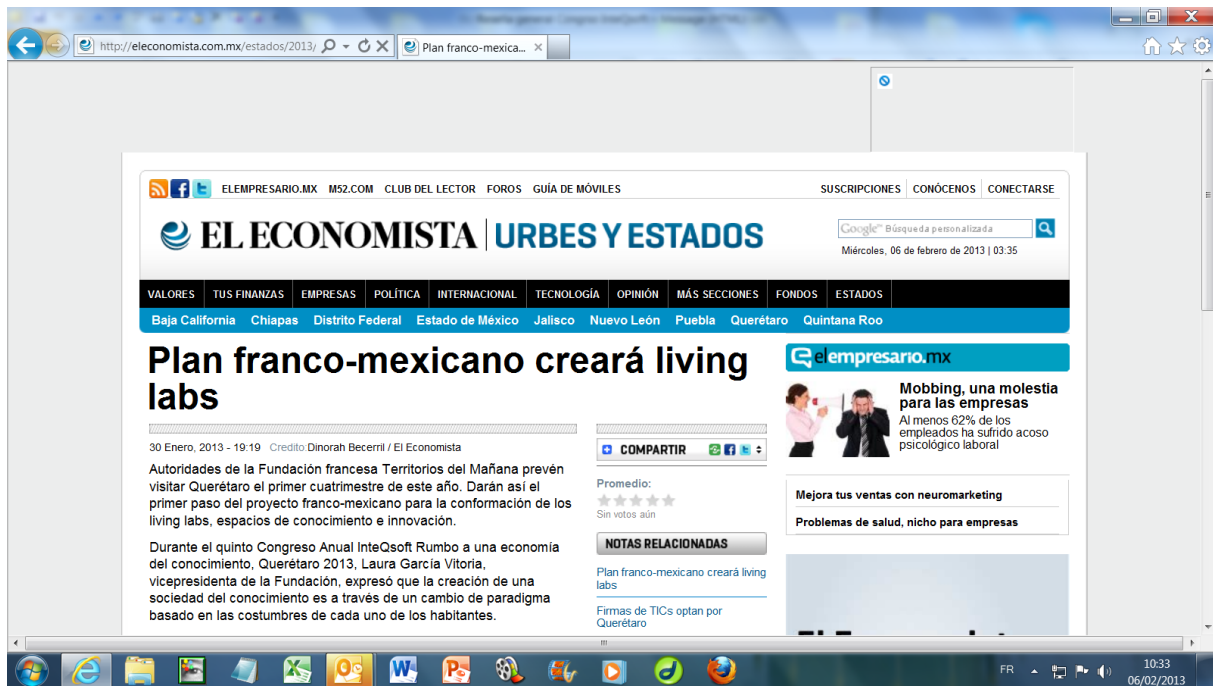 http://eleconomista.com.mx/estados/2013/
Plan franco-mexica...
ELEMPRESARIO.MX M52.COM CLUB DEL LECTOR FOROS GUÍA DE MÓVILES
SUSCRIPCIONES CONÓCENOS CONECTARSE
EL ECONOMISTA URBES Y ESTADOS
Google™ Búsqueda personalizada
Miércoles, 06 de febrero de 2013 | 03:35
VALORES TUS FINANZAS EMPRESAS POLÍTICA INTERNACIONAL TECNOLOGÍA OPINIÓN MÁS SECCIONES FONDOS ESTADOS
Baja California Chiapas Distrito Federal Estado de México Jalisco Nuevo León Puebla Querétaro Quintana Roo
Plan franco-mexicano creará living
labs
30 Enero, 2013 - 19:19 Credito: Dinorah Becerril / El Economista
Autoridades de la Fundación francesa Territorios del Mañana prevén
visitar Querétaro el primer cuatrimestre de este año. Darán así el
primer paso del proyecto franco-mexicano para la conformación de los
living labs, espacios de conocimiento e innovación.
Durante el quinto Congreso Anual InteQsoft Rumbo a una economía
del conocimiento, Querétaro 2013, Laura García Vitoria,
vicepresidenta de la Fundación, expresó que la creación de una
sociedad del conocimiento es a través de un cambio de paradigma
basado en las costumbres de cada uno de los habitantes.
COMPARTIR
Promedio:
Sin votos aún
NOTAS RELACIONADAS
Plan franco-mexicano creará living
labs
Firmas de TICs optan por
Querétaro
elempresario.mx
Mobbing, una molestia
para las empresas
Al menos 62% de los
empleados ha sufrido acoso
psicológico laboral
Mejora tus ventas con neuromarketing
Problemas de salud, nicho para empresas
FR
10:33
06/02/2013